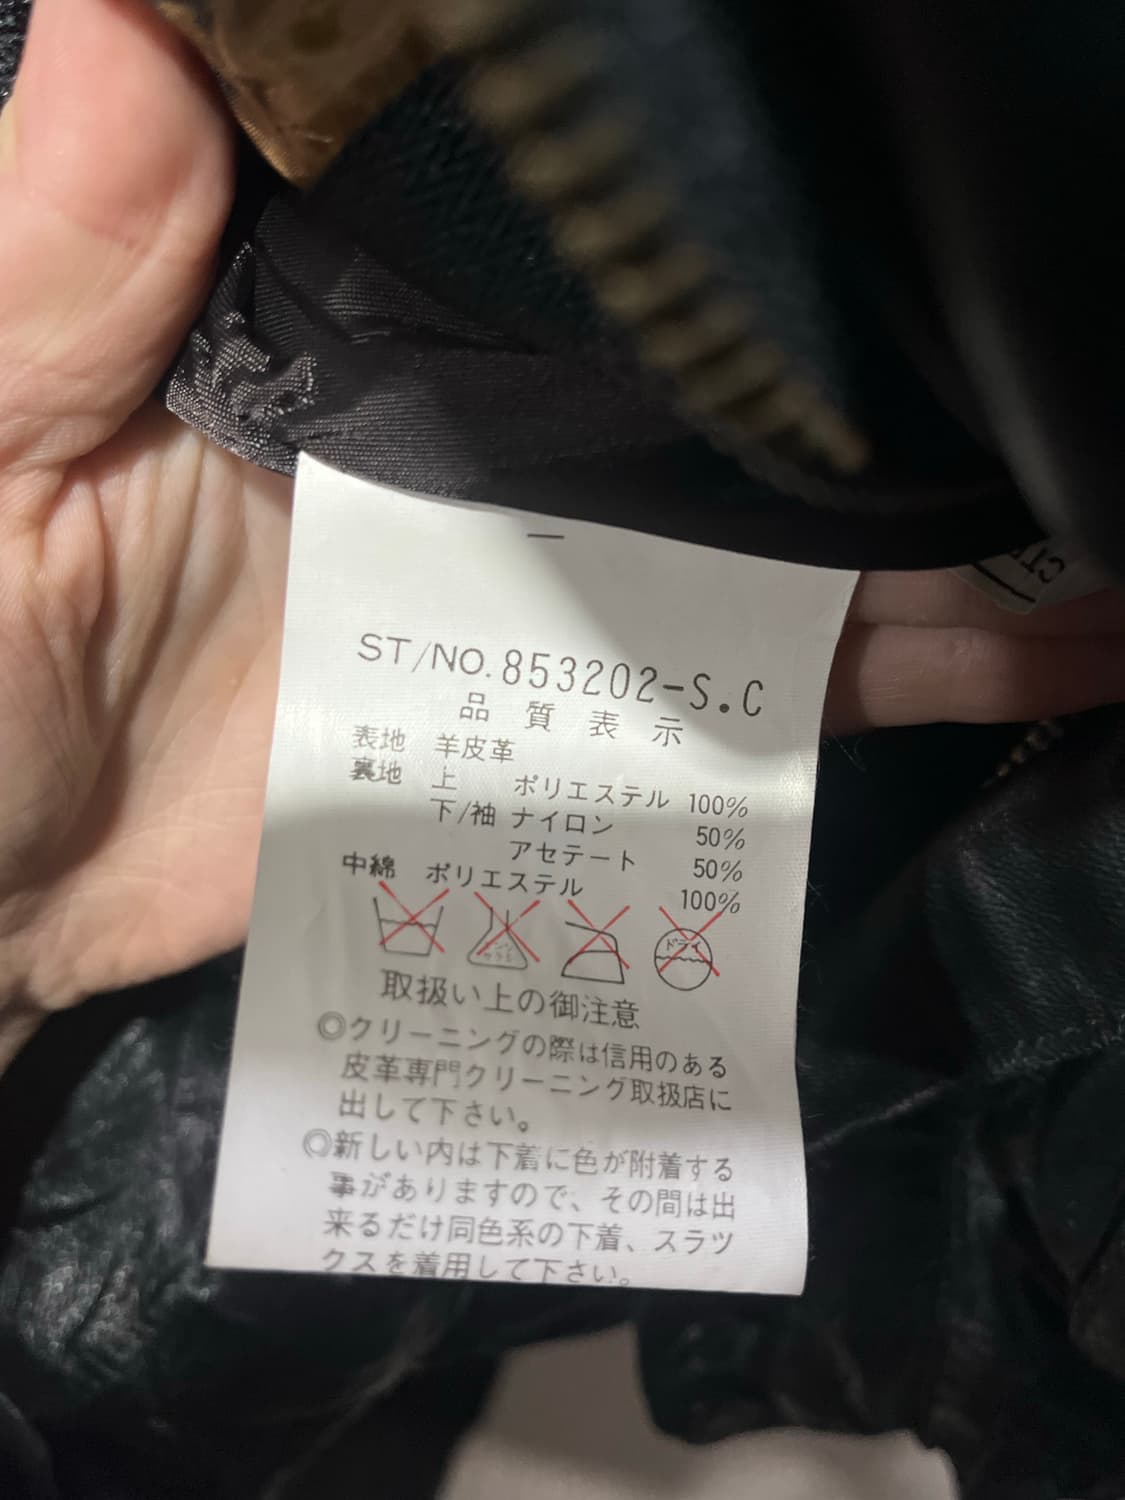 ST/NO. 853202-S.C
品質表示
表地 羊皮革
裏地 上 ポリエステル 100%
下/袖 ナイロン 50%
アセテート 50%
中綿 ポリエステル 100%
ドライ
取扱い上の御注意
◎クリーニングの際は信用のある
皮革専門クリーニング取扱店に
出して下さい。
◎新しい内は下着に色が附着する
事がありますので、その間は出
来るだけ同色系の下着、スラツ
クスを着用して下さい。